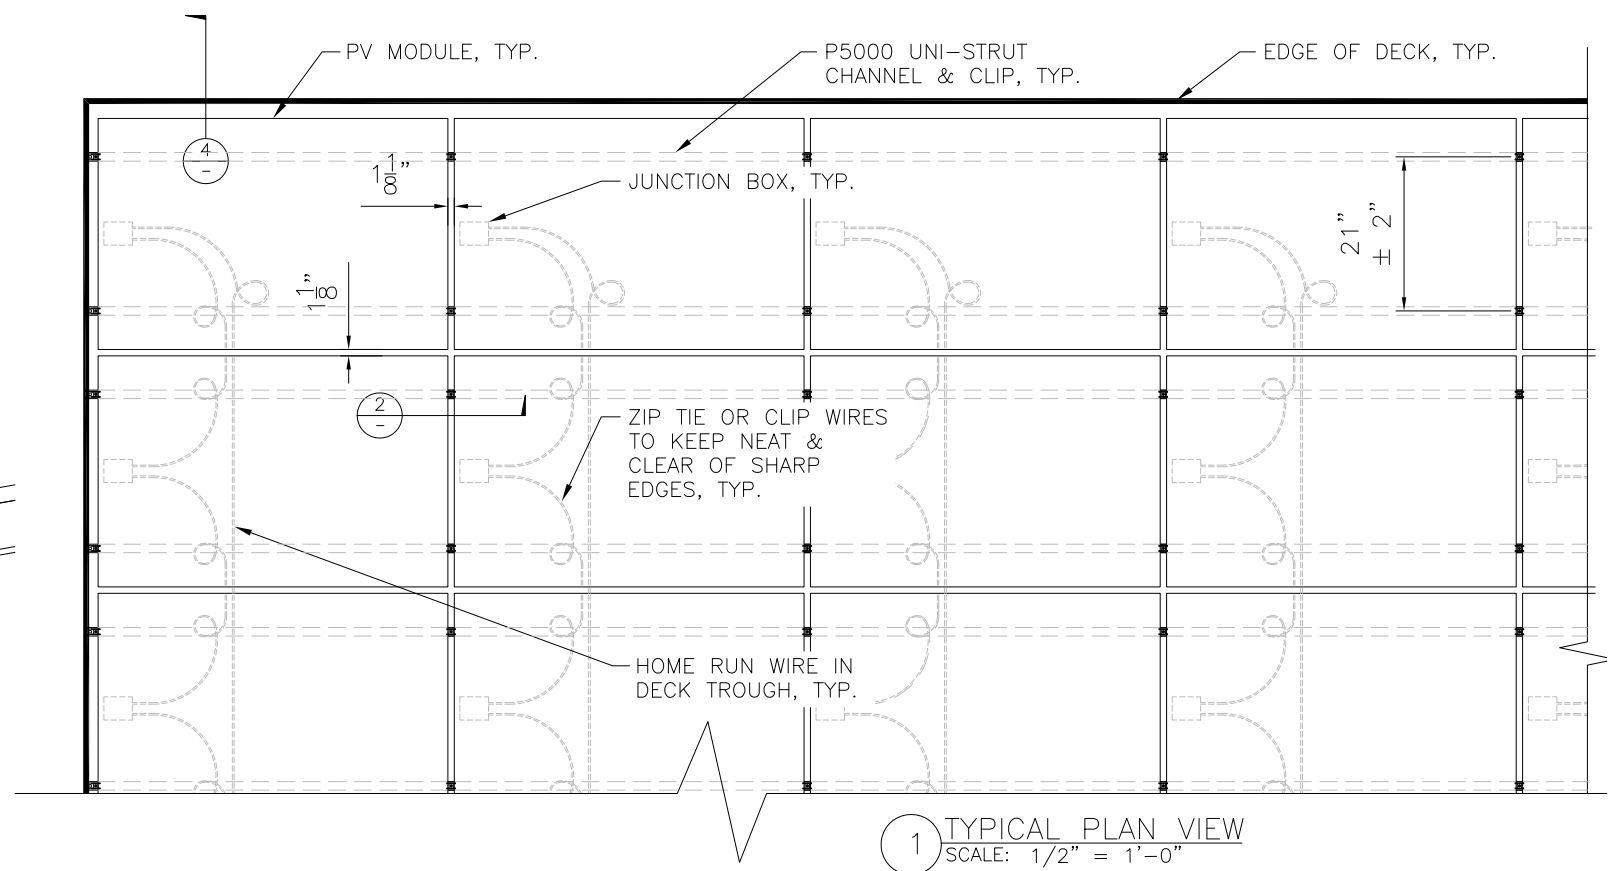 PV MODULE, TYP.
P5000 UNI-STRUT
CHANNEL & CLIP, TYP.
EDGE OF DECK, TYP.
4
-
1 1/8"
JUNCTION BOX, TYP.
21"
± 2"
1 1/8"
2
-
ZIP TIE OR CLIP WIRES
TO KEEP NEAT &
CLEAR OF SHARP
EDGES, TYP.
HOME RUN WIRE IN
DECK TROUGH, TYP.
1
TYPICAL PLAN VIEW
SCALE: 1/2" = 1'-0"